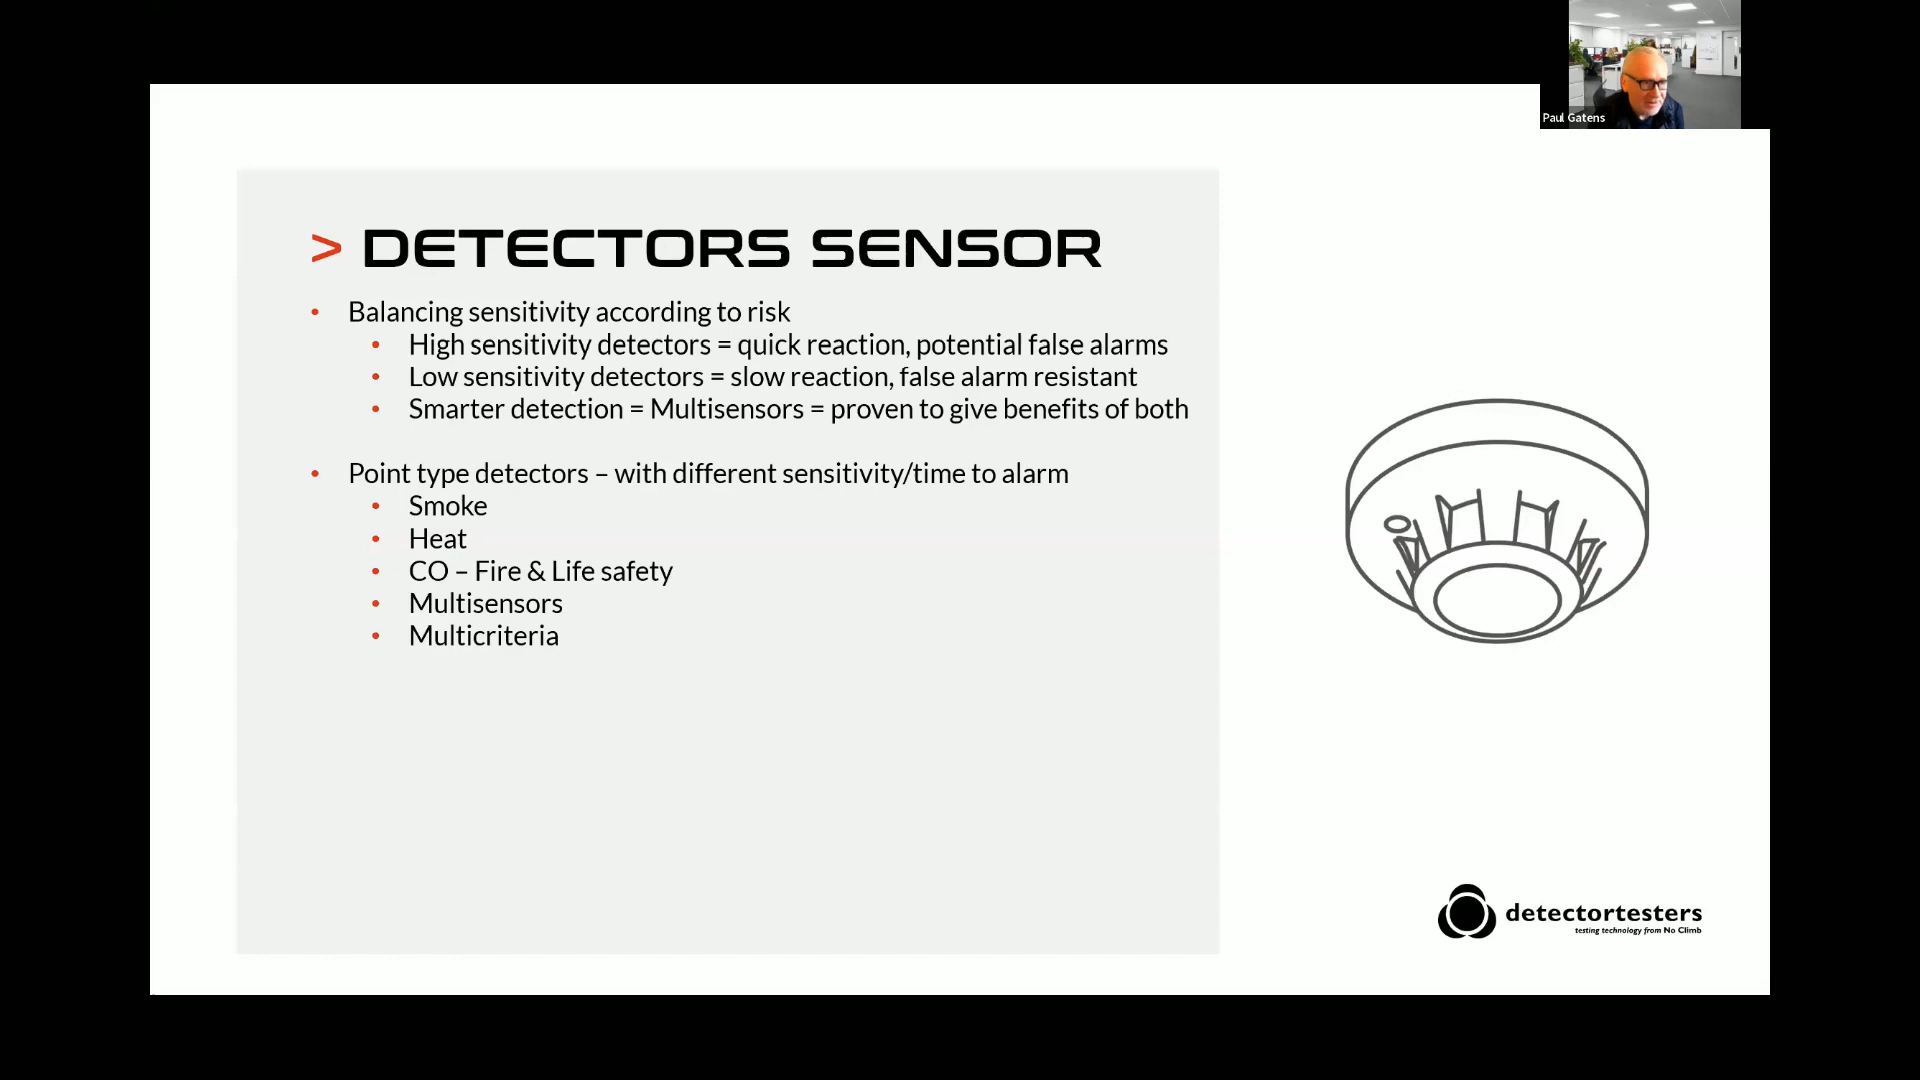 Paul Gatens
> DETECTORS SENSOR
• Balancing sensitivity according to risk
• High sensitivity detectors = quick reaction, potential false alarms
• Low sensitivity detectors = slow reaction, false alarm resistant
• Smarter detection = Multisensors = proven to give benefits of both
• Point type detectors – with different sensitivity/time to alarm
• Smoke
• Heat
• CO – Fire & Life safety
• Multisensors
• Multicriteria
detectortesters
testing technology from No Climb